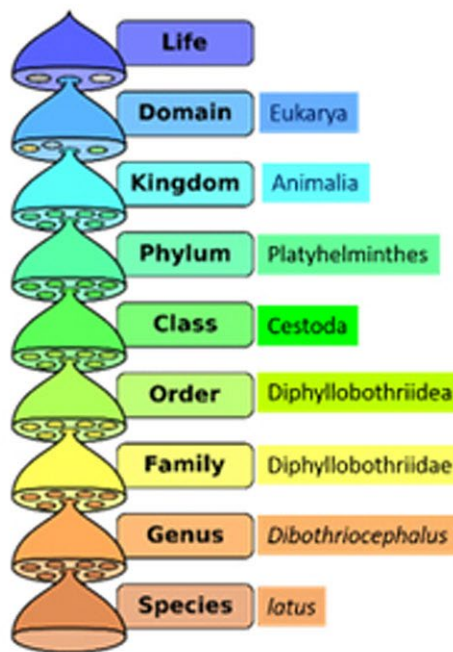 Life
Domain Eukarya
Kingdom Animalia
Phylum Platyhelminthes
Class Cestoda
Order Diphyllobothriidea
Family Diphyllobothriidae
Genus Dibothriocephalus
Species latus